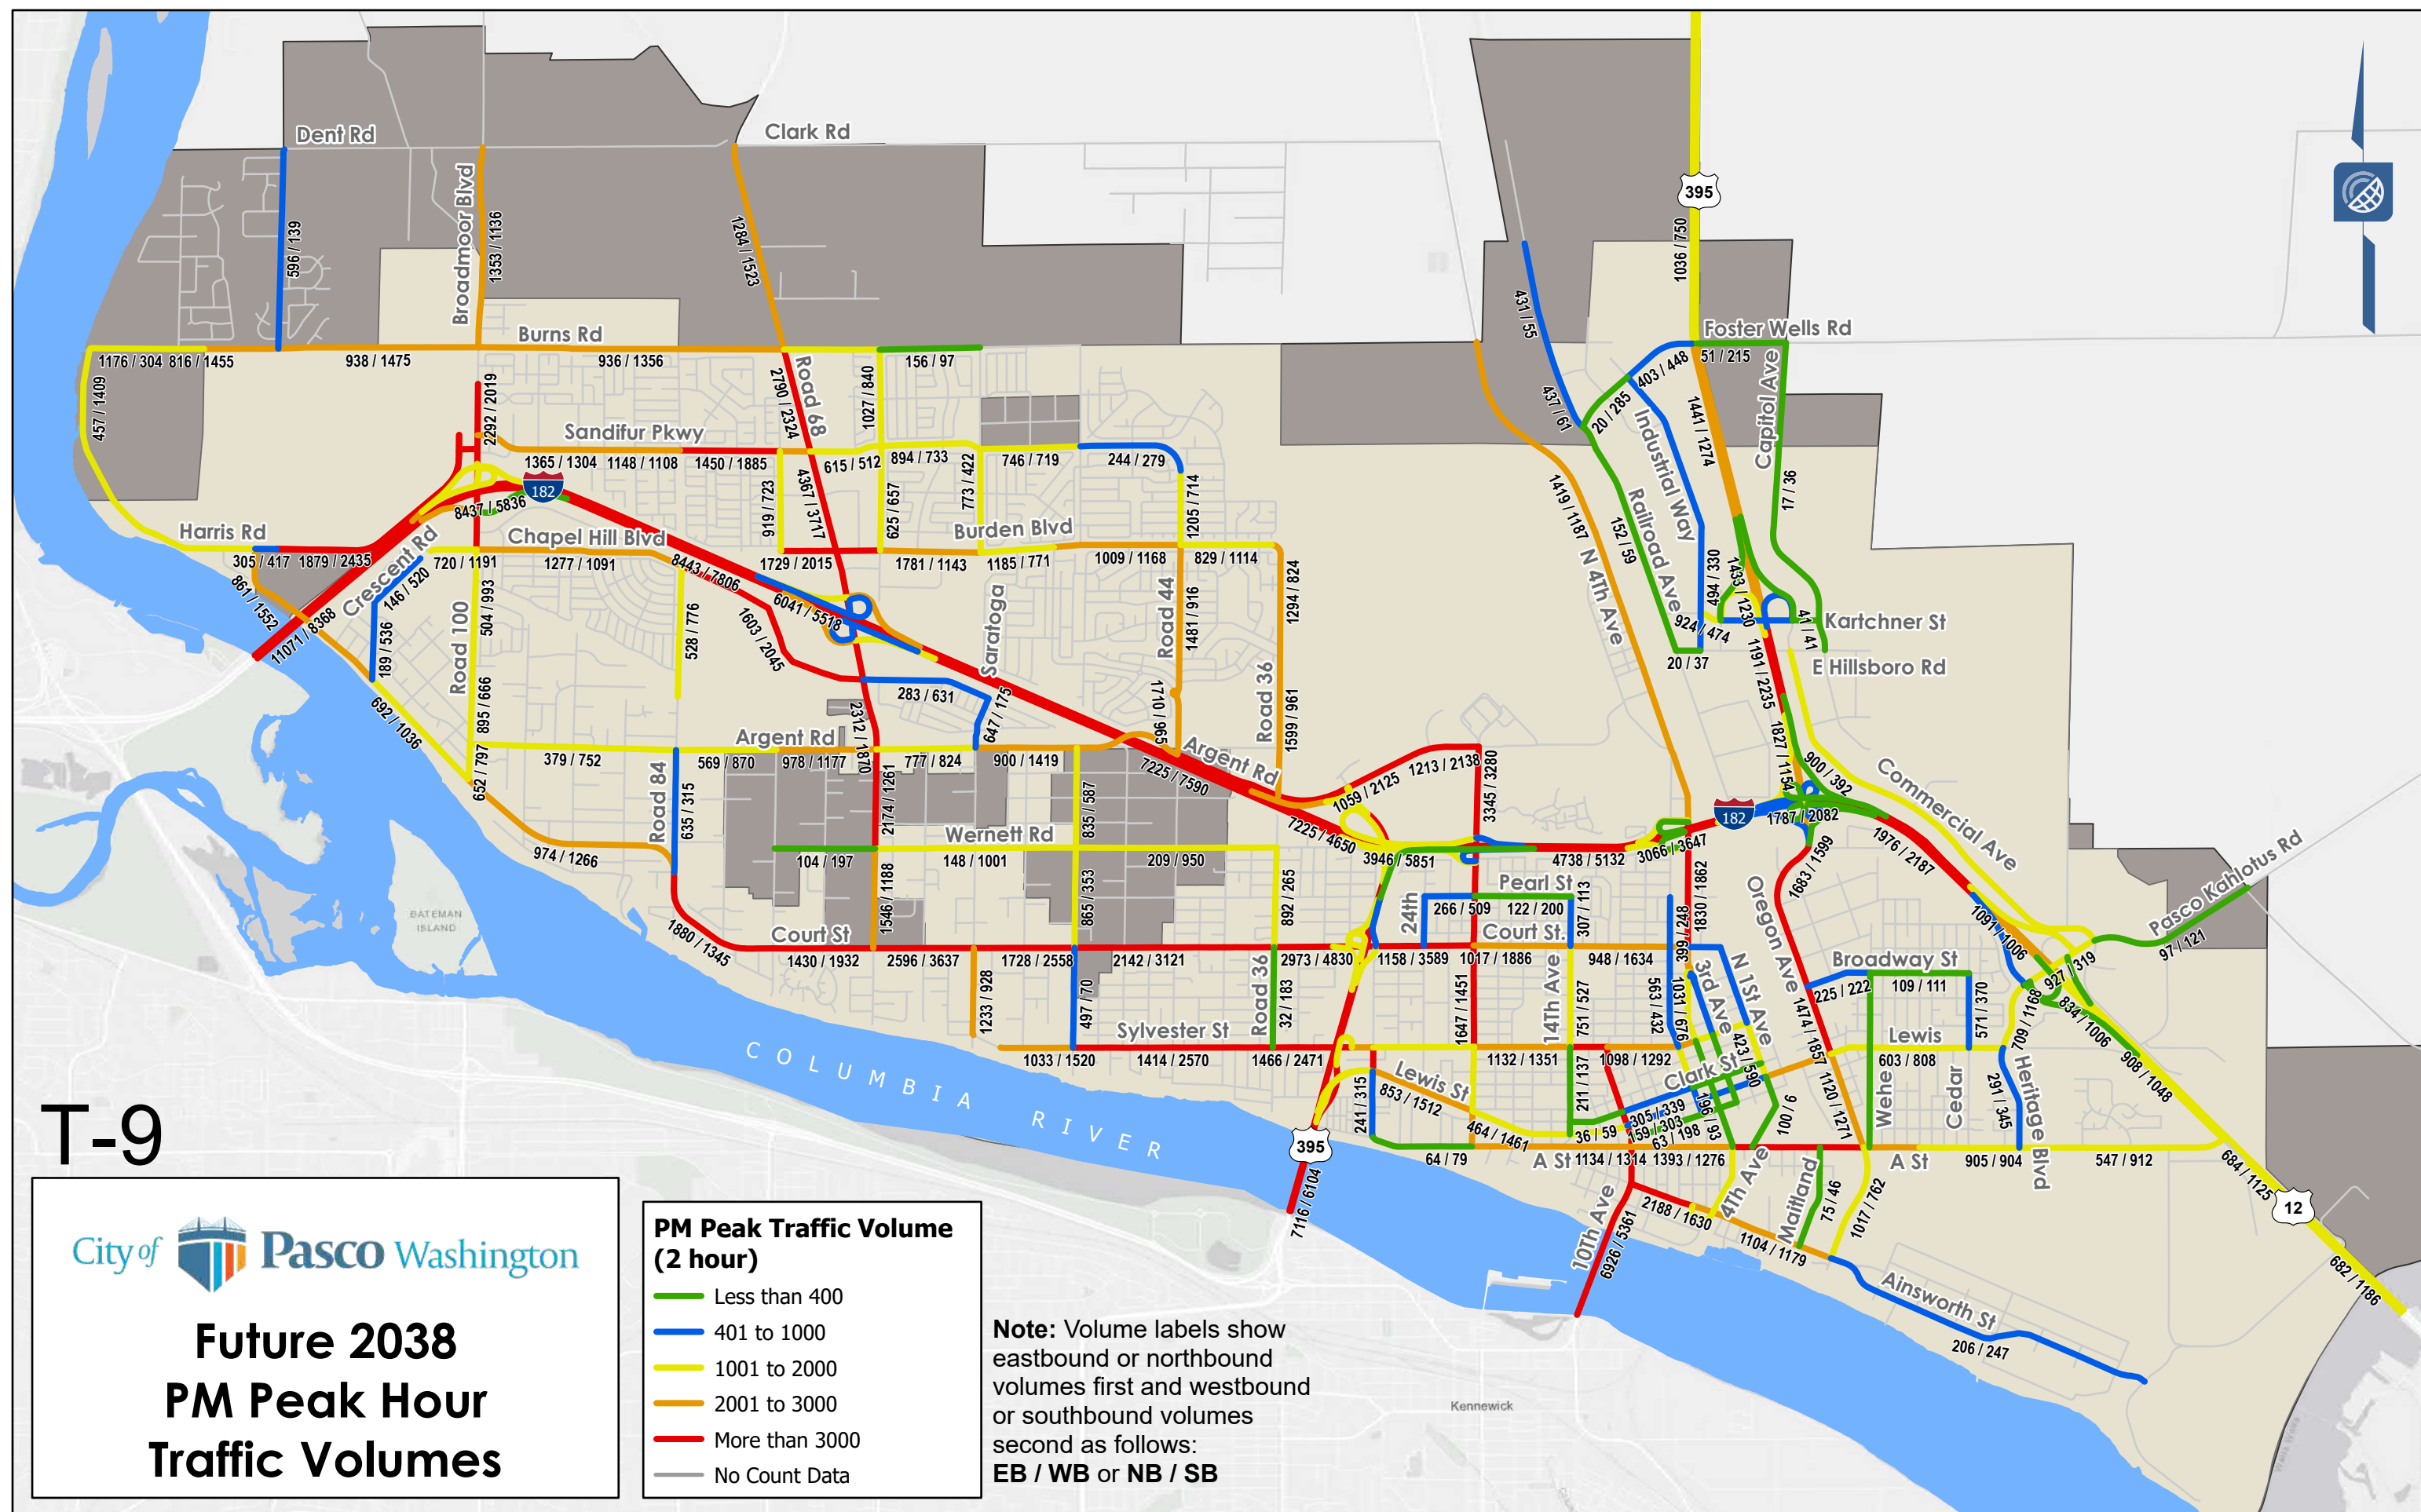 Dent Rd
Clark Rd
Broadmoor Blvd
596 / 139
1353 / 1136
1284 / 1523
395
1036 / 750
431 / 55
Burns Rd
Foster Wells Rd
1176 / 304
816 / 1455
938 / 1475
936 / 1356
156 / 97
403 / 448
51 / 215
Road 68
2790 / 2324
1027 / 840
457 / 1409
2292 / 2019
437 / 61
20 / 285
Industrial Way
1441 / 1274
Capitol Ave
Sandifur Pkwy
1365 / 1304
1148 / 1108
1450 / 1885
615 / 512
894 / 733
773 / 422
746 / 719
244 / 279
182
8437 / 5836
919 / 723
4367 / 3717
625 / 657
1205 / 714
1419 / 1187
N 4Th Ave
Railroad Ave
152 / 59
17 / 36
Harris Rd
305 / 417
1879 / 2435
Crescent Rd
Chapel Hill Blvd
720 / 1191
1277 / 1091
8443 / 7806
Burden Blvd
1729 / 2015
1781 / 1143
1185 / 771
1009 / 1168
829 / 1114
861 / 1552
146 / 520
11071 / 8368
189 / 536
Road 100
504 / 993
528 / 776
6041 / 5518
1603 / 2045
Saratoga
Road 44
1481 / 916
1294 / 824
494 / 330
1433 / 1230
924 / 474
20 / 37
41 / 41
Kartchner St
E Hillsboro Rd
1191 / 2235
692 / 1036
895 / 666
283 / 631
647 / 175
1710 / 965
Road 36
1599 / 961
1827 / 1154
900 / 392
Commercial Ave
652 / 797
379 / 752
Argent Rd
569 / 870
978 / 1177
2312 / 1870
777 / 824
900 / 1419
7225 / 7590
Argent Rd
1059 / 2125
1213 / 2138
3345 / 3280
182
1787 / 2082
1976 / 2187
974 / 1266
Road 84
635 / 315
2174 / 1261
Wernett Rd
835 / 587
7225 / 4650
3946 / 5851
4738 / 5132
3066 / 3647
1683 / 1599
Pasco Kahlotus Rd
104 / 197
148 / 1001
209 / 950
Pearl St
24th
266 / 509
122 / 200
307 / 113
1830 / 1862
Oregon Ave
1091 / 1006
97 / 121
BATEMAN
ISLAND
1880 / 1345
1546 / 1188
865 / 353
892 / 265
Court St
1430 / 1932
2596 / 3637
1728 / 2558
2142 / 3121
2973 / 4830
1158 / 3589
Court St.
1017 / 1886
948 / 1634
399 / 248
Broadway St
225 / 222
109 / 111
927 / 319
1233 / 928
497 / 70
Sylvester St
Road 36
32 / 183
1647 / 1451
14Th Ave
751 / 527
563 / 432
1031 / 676
3rd Ave
N 1St Ave
1474 / 1857
571 / 370
709 / 1168
834 / 1006
Lewis
603 / 808
1033 / 1520
1414 / 2570
1466 / 2471
1132 / 1351
1098 / 1292
423 / 590
908 / 1048
COLUMBIA RIVER
Lewis St
853 / 1512
241 / 315
464 / 1461
211 / 137
Clark St
305 / 339
159 / 303
63 / 198
36 / 59
196 / 93
100 / 6
1120 / 1271
Wehe
Cedar
291 / 345
Heritage Blvd
395
64 / 79
A St
1134 / 1314
1393 / 1276
A St
905 / 904
547 / 912
684 / 1125
7116 / 6104
10Th Ave
6926 / 5361
2188 / 1630
4Th Ave
Maitland
75 / 46
1017 / 762
1104 / 1179
Ainsworth St
206 / 247
12
682 / 1186
Kennewick
T-9
City of Pasco Washington
Future 2038
PM Peak Hour
Traffic Volumes
PM Peak Traffic Volume
(2 hour)
Less than 400
401 to 1000
1001 to 2000
2001 to 3000
More than 3000
No Count Data
Note: Volume labels show
eastbound or northbound
volumes first and westbound
or southbound volumes
second as follows:
EB / WB or NB / SB